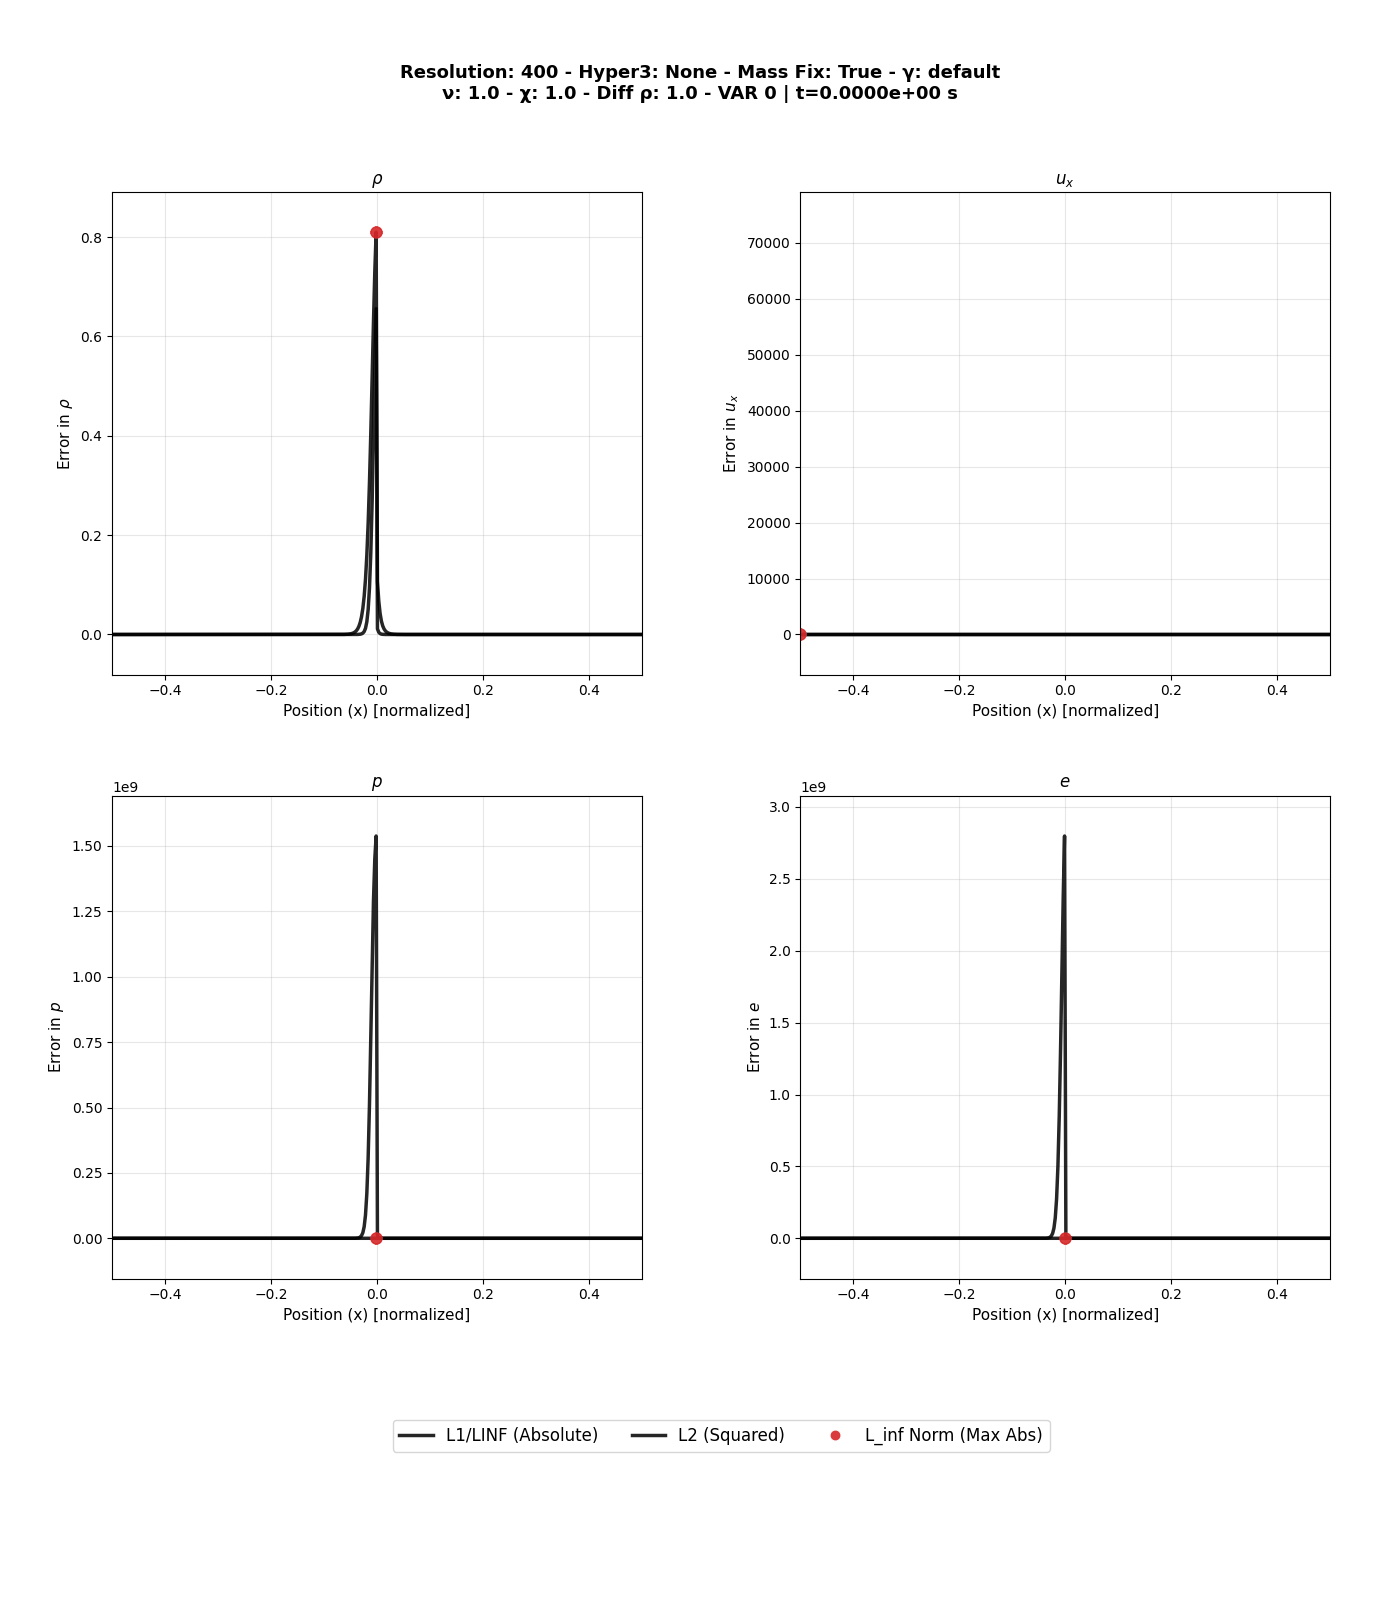 Resolution: 400 - Hyper3: None - Mass Fix: True - γ: default
ν: 1.0 - χ: 1.0 - Diff ρ: 1.0 - VAR 0 | t=0.0000e+00 s
ρ
0.8
0.6
0.4
0.2
0.0
Error in ρ
−0.4 −0.2 0.0 0.2 0.4
Position (x) [normalized]
u_x
70000
60000
50000
40000
30000
20000
10000
0
Error in u_x
−0.4 −0.2 0.0 0.2 0.4
Position (x) [normalized]
p
1e9
1.50
1.25
1.00
0.75
0.50
0.25
0.00
Error in p
−0.4 −0.2 0.0 0.2 0.4
Position (x) [normalized]
e
1e9
3.0
2.5
2.0
1.5
1.0
0.5
0.0
Error in e
−0.4 −0.2 0.0 0.2 0.4
Position (x) [normalized]
L1/LINF (Absolute) L2 (Squared) L_inf Norm (Max Abs)